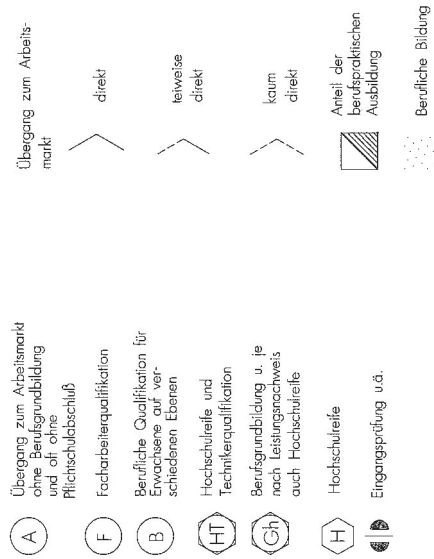 A
Übergang zum Arbeitsmarkt
ohne Berufsgrundbildung
und oft ohne
Pflichtschulabschluß
F
Facharbeiterqualifikation
B
Berufliche Qualifikation für
Erwachsene auf ver-
schiedenen Ebenen
HT
Hochschulreife und
Technikerqualifikation
Gh
Berufsgrundbildung u. je
nach Leistungsnachweis
auch Hochschulreife
H
Hochschulreife
Eingangsprüfung u.ä.
Übergang zum Arbeits-
markt
direkt
teiweise
direkt
kaum
direkt
Anteil der
berufspraktischen
Ausbildung
Berufliche Bildung